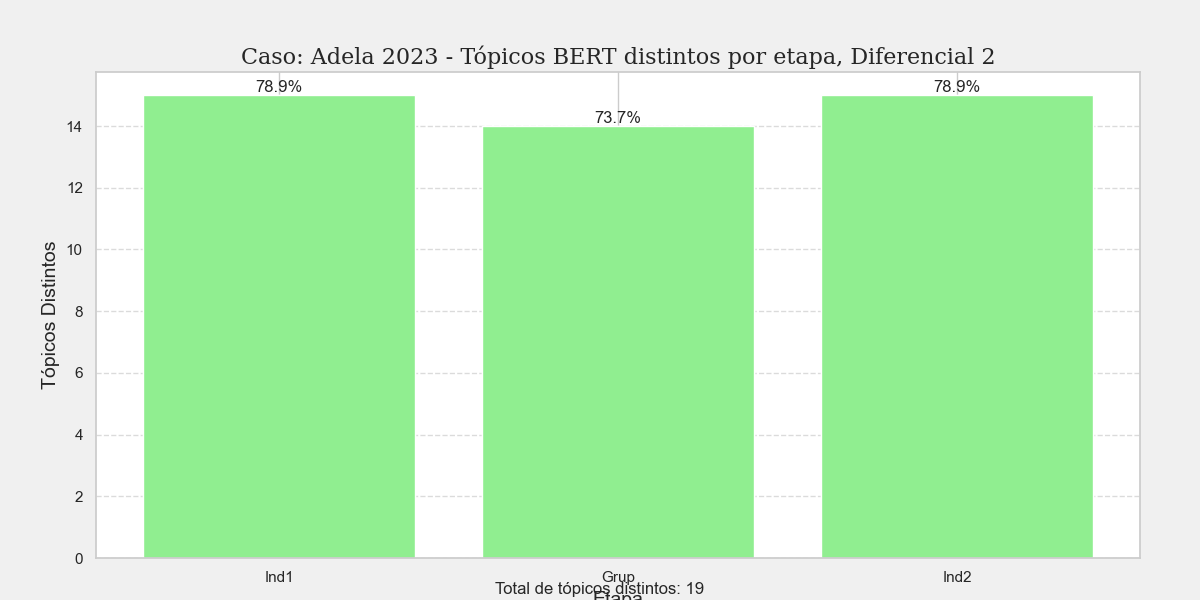 Caso: Adela 2023 - Tópicos BERT distintos por etapa, Diferencial 2
78.9%
73.7%
78.9%
Tópicos Distintos
14
12
10
8
6
4
2
0
Ind1
Grup
Ind2
Total de tópicos distintos: 19
Etapa